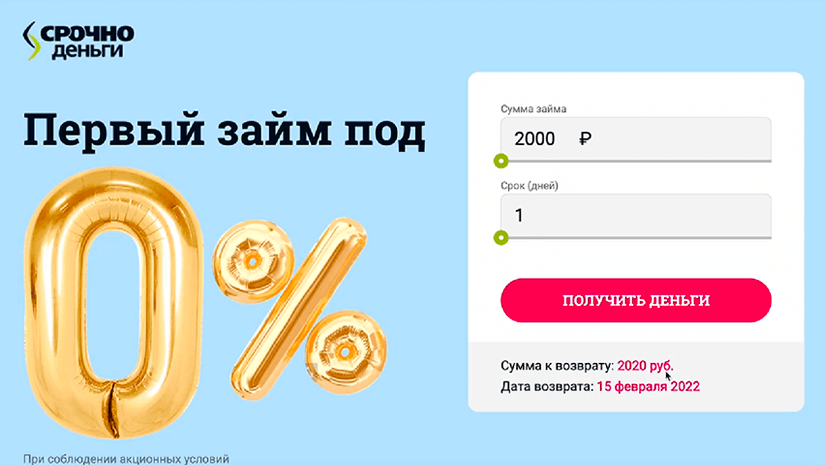 СРОЧНО
ДЕНЬГИ
Первый займ под
0%
Сумма займа
2000 ₽
Срок (дней)
1
ПОЛУЧИТЬ ДЕНЬГИ
Сумма к возврату: 2020 руб.
Дата возврата: 15 февраля 2022
При соблюдении акционных условий